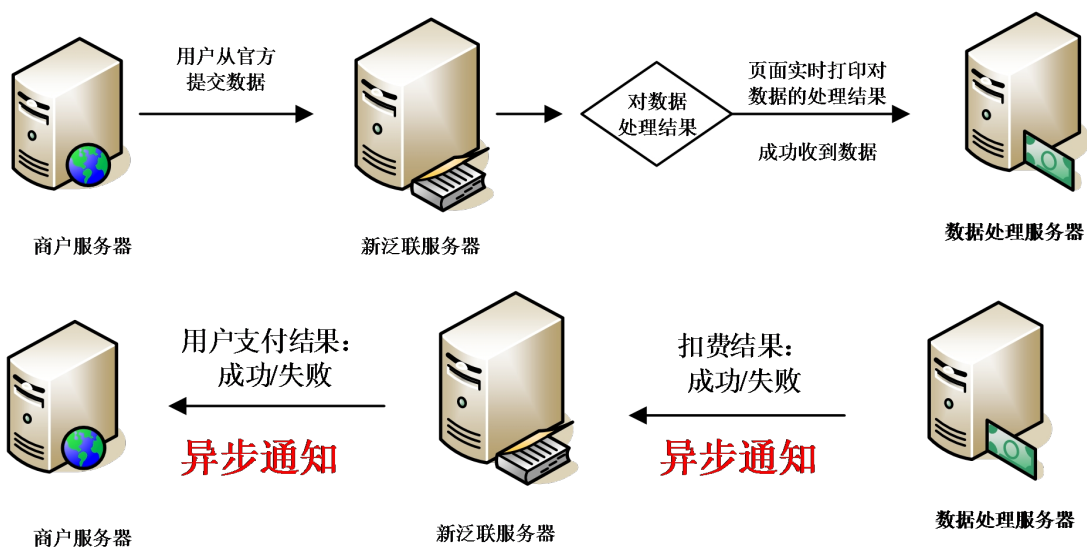 用户从官方
提交数据
对数据
处理结果
页面实时打印对
数据的处理结果
成功收到数据
商户服务器
新泛联服务器
数据处理服务器
用户支付结果：
成功/失败
异步通知
扣费结果：
成功/失败
异步通知
商户服务器
新泛联服务器
数据处理服务器